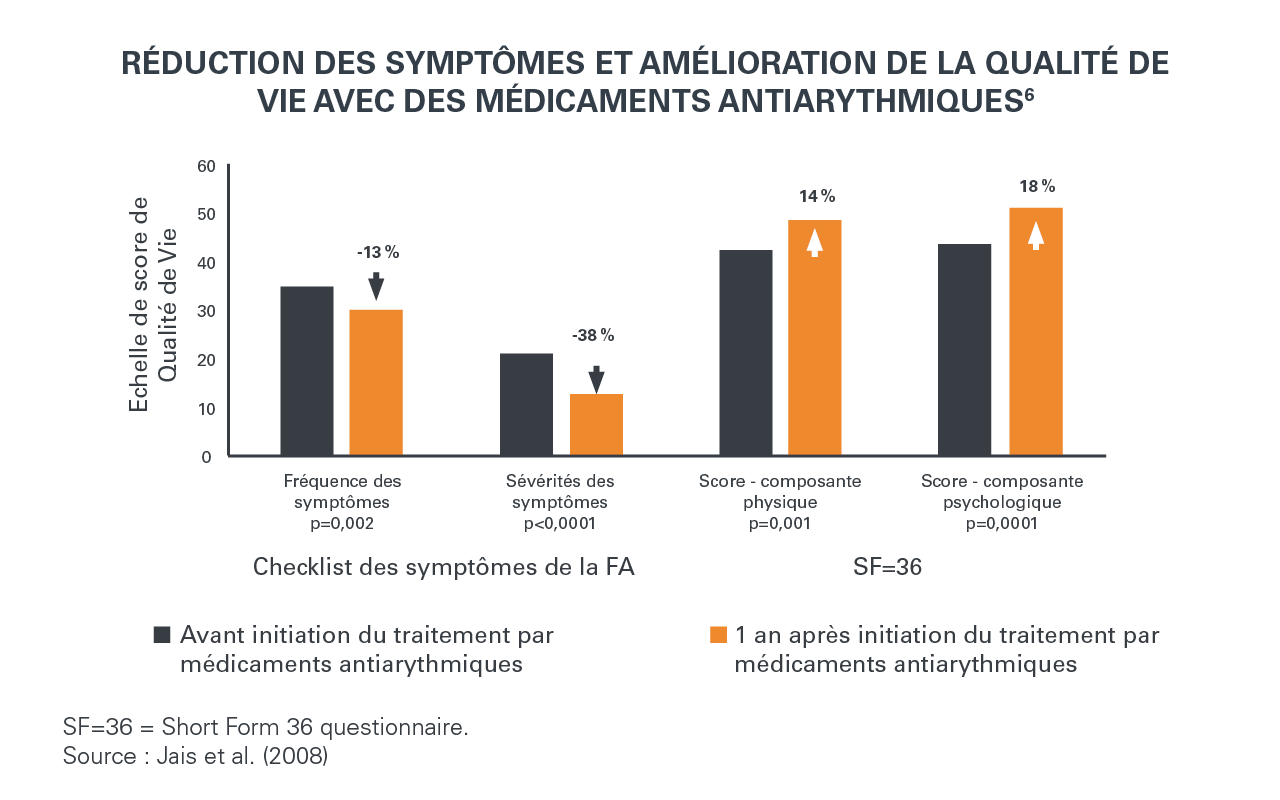 RÉDUCTION DES SYMPTÔMES ET AMÉLIORATION DE LA QUALITÉ DE
VIE AVEC DES MÉDICAMENTS ANTIARYTHMIQUES⁶
Echelle de score de
Qualité de Vie
60
50
40
30
20
10
0
-13 %
-38 %
14 %
18 %
Fréquence des
symptômes
p=0,002
Sévérités des
symptômes
p<0,0001
Score - composante
physique
p=0,001
Score - composante
psychologique
p=0,0001
Checklist des symptômes de la FA
SF=36
Avant initiation du traitement par
médicaments antiarythmiques
1 an après initiation du traitement par
médicaments antiarythmiques
SF=36 = Short Form 36 questionnaire.
Source : Jais et al. (2008)